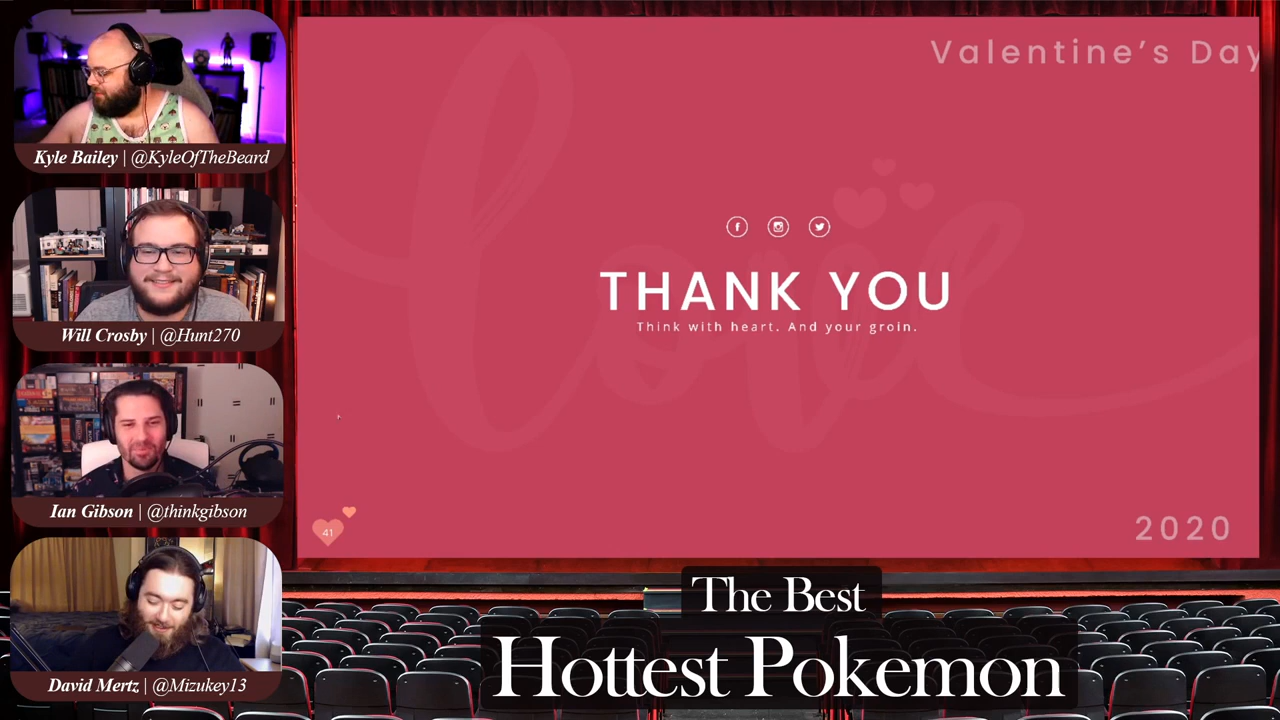 Kyle Bailey | @KyleOfTheBeard
Will Crosby | @Hunt270
Ian Gibson | @thinkgibson
David Mertz | @Mizukey13
Valentine's Day
THANK YOU
Think with heart. And your groin.
41
2020
The Best
Hottest Pokemon